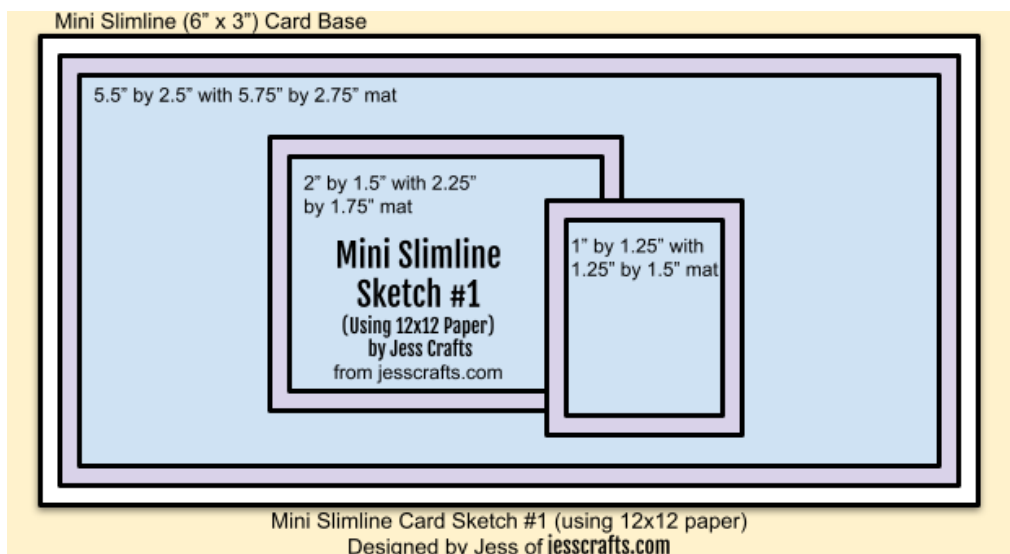 Mini Slimline (6” x 3”) Card Base
5.5” by 2.5” with 5.75” by 2.75” mat
2” by 1.5” with 2.25”
by 1.75” mat
Mini Slimline
Sketch #1
(Using 12x12 Paper)
by Jess Crafts
from jesscrafts.com
1” by 1.25” with
1.25” by 1.5” mat
Mini Slimline Card Sketch #1 (using 12x12 paper)
Designed by Jess of jesscrafts.com